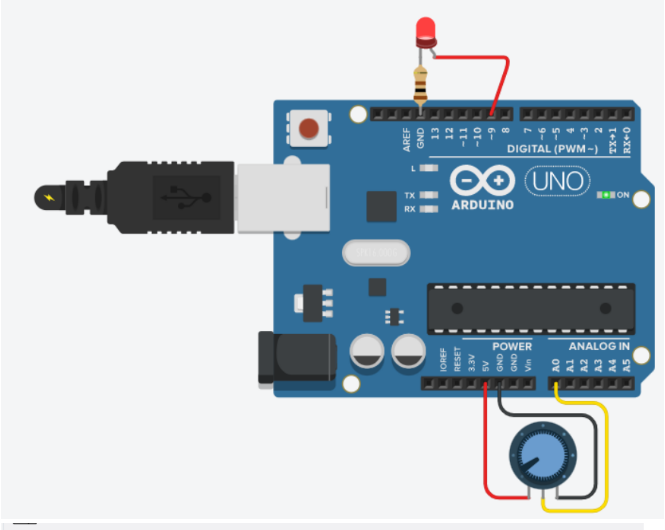 AREF
GND
13
12
~11
~10
~9
8
7
~6
~5
4
~3
2
TX→1
RX←0
DIGITAL (PWM ~)
L
TX
RX
UNO
ARDUINO
ON
POWER
ANALOG IN
IOREF
RESET
3.3V
5V
GND
GND
Vin
A0
A1
A2
A3
A4
A5